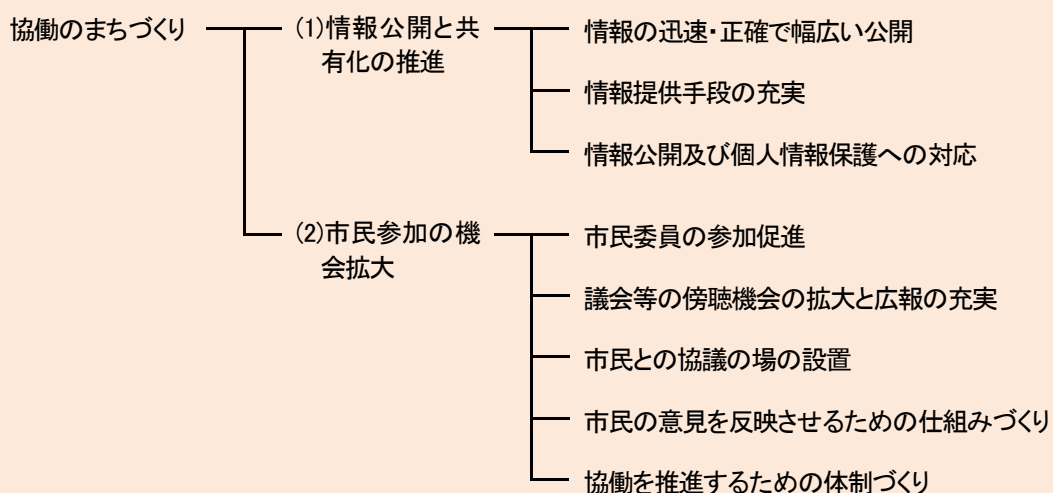 協働のまちづくり
(1)情報公開と共
有化の推進
情報の迅速・正確で幅広い公開
情報提供手段の充実
情報公開及び個人情報保護への対応
(2)市民参加の機
会拡大
市民委員の参加促進
議会等の傍聴機会の拡大と広報の充実
市民との協議の場の設置
市民の意見を反映させるための仕組みづくり
協働を推進するための体制づくり